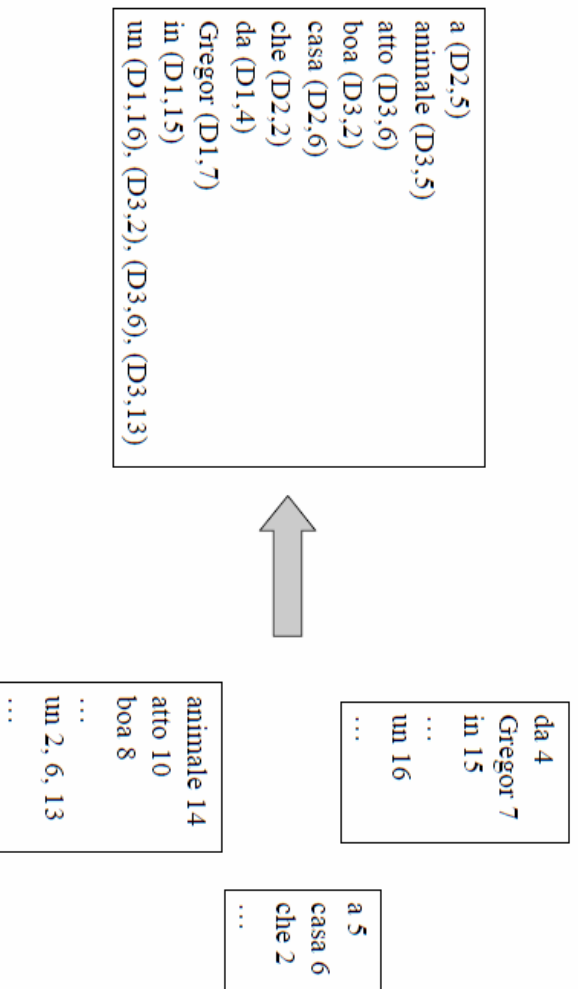 a (D2,5)
animale (D3,5)
atto (D3,6)
boa (D3,2)
casa (D2,6)
che (D2,2)
da (D1,4)
Gregor (D1,7)
in (D1,15)
un (D1,16), (D3,2), (D3,6), (D3,13)
da 4
Gregor 7
in 15
…
un 16
…
animale 14
atto 10
boa 8
…
un 2, 6, 13
…
a 5
casa 6
che 2
…